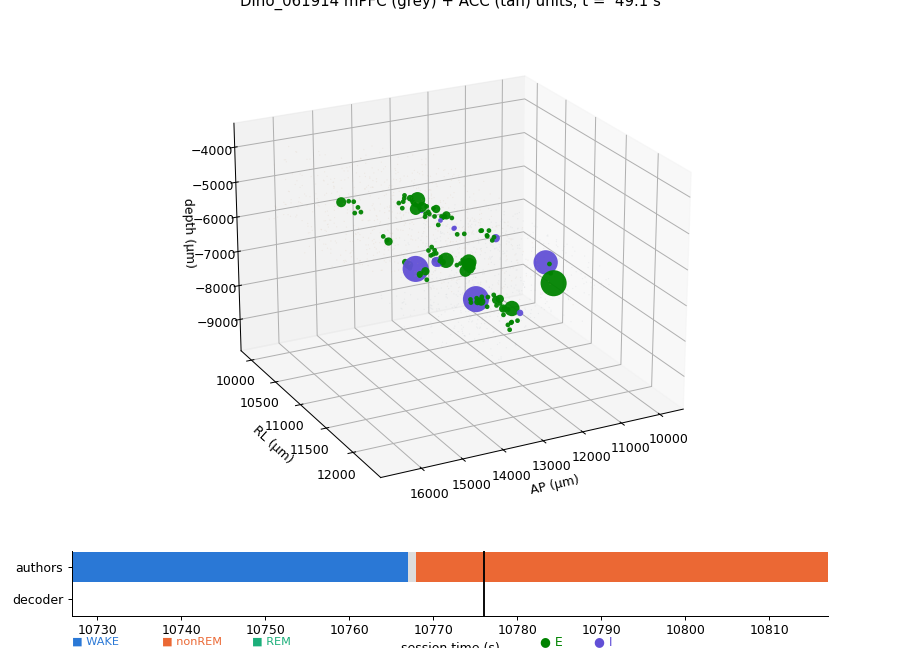 Dino_061914 mPFC (grey) + ACC (tan) units, t = 49.1 s
−4000
−5000
−6000
−7000
−8000
−9000
depth (μm)
10000
10500
11000
11500
12000
RL (μm)
16000
15000
14000
13000
12000
11000
10000
AP (μm)
authors
decoder
10730
10740
10750
10760
10770
10780
10790
10800
10810
session time (s)
WAKE
nonREM
REM
E
I